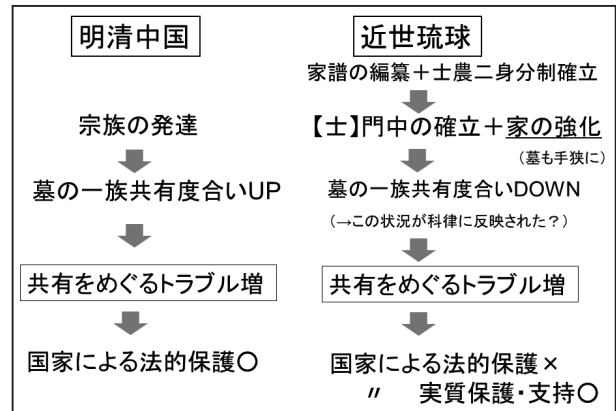 明清中国
宗族の発達
墓の一族共有度合いUP
共有をめぐるトラブル増
国家による法的保護〇
近世琉球
家譜の編纂＋士農二身分制確立
【士】門中の確立＋家の強化
（墓も手狭に）
墓の一族共有度合いDOWN
（→この状況が科律に反映された？）
共有をめぐるトラブル増
国家による法的保護×
〃　実質保護・支持〇